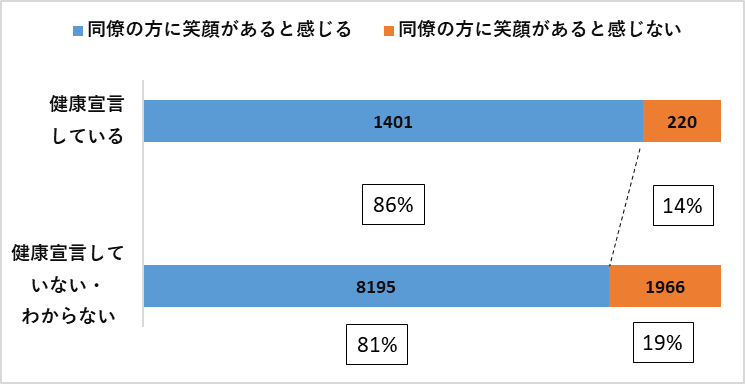 同僚の方に笑顔があると感じる 同僚の方に笑顔があると感じない
健康宣言
している
1401 220
86% 14%
健康宣言して
いない・
わからない
8195 1966
81% 19%